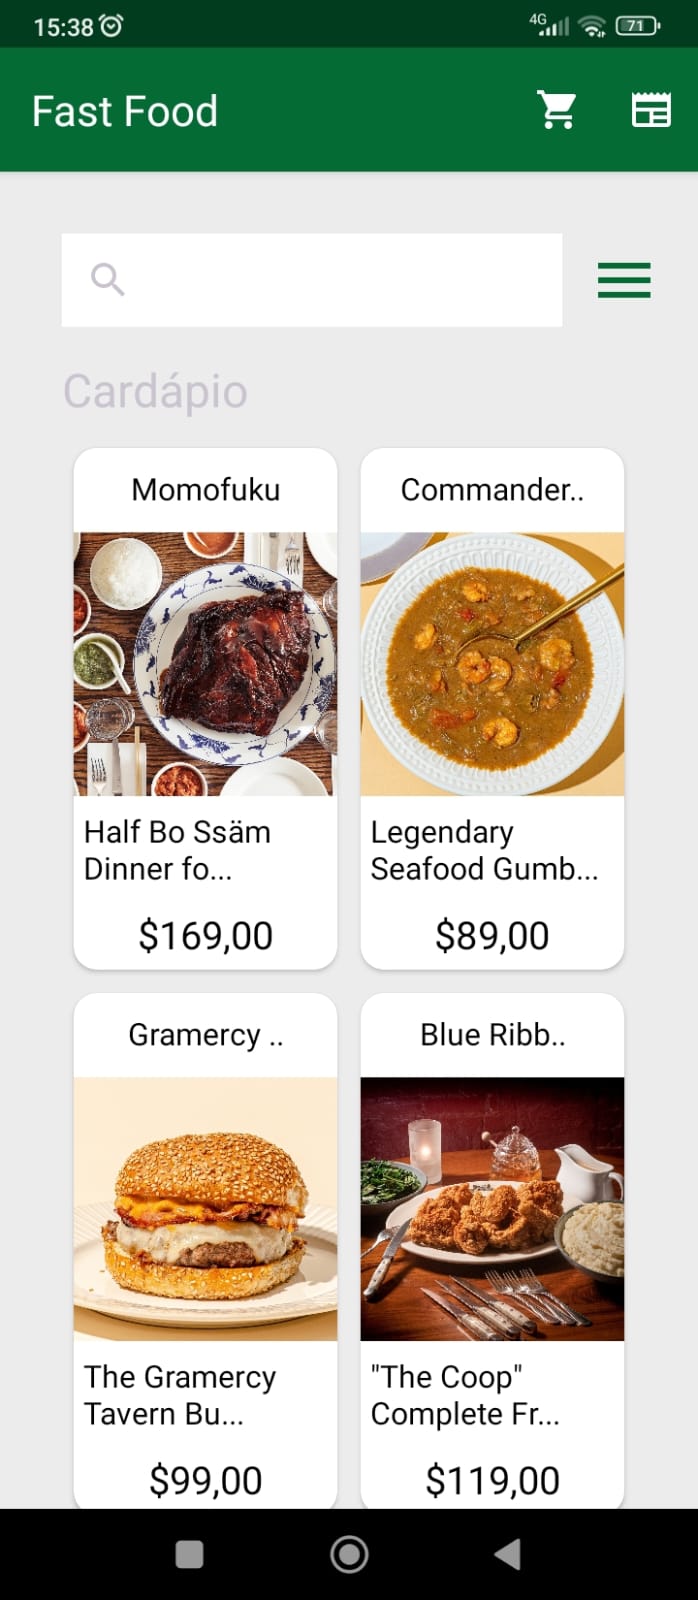 15:38
4G
71
Fast Food
Cardápio
Momofuku
Commander..
Half Bo Ssäm
Dinner fo...
Legendary
Seafood Gumb...
$169,00
$89,00
Gramercy ..
Blue Ribb..
The Gramercy
Tavern Bu...
"The Coop"
Complete Fr...
$99,00
$119,00